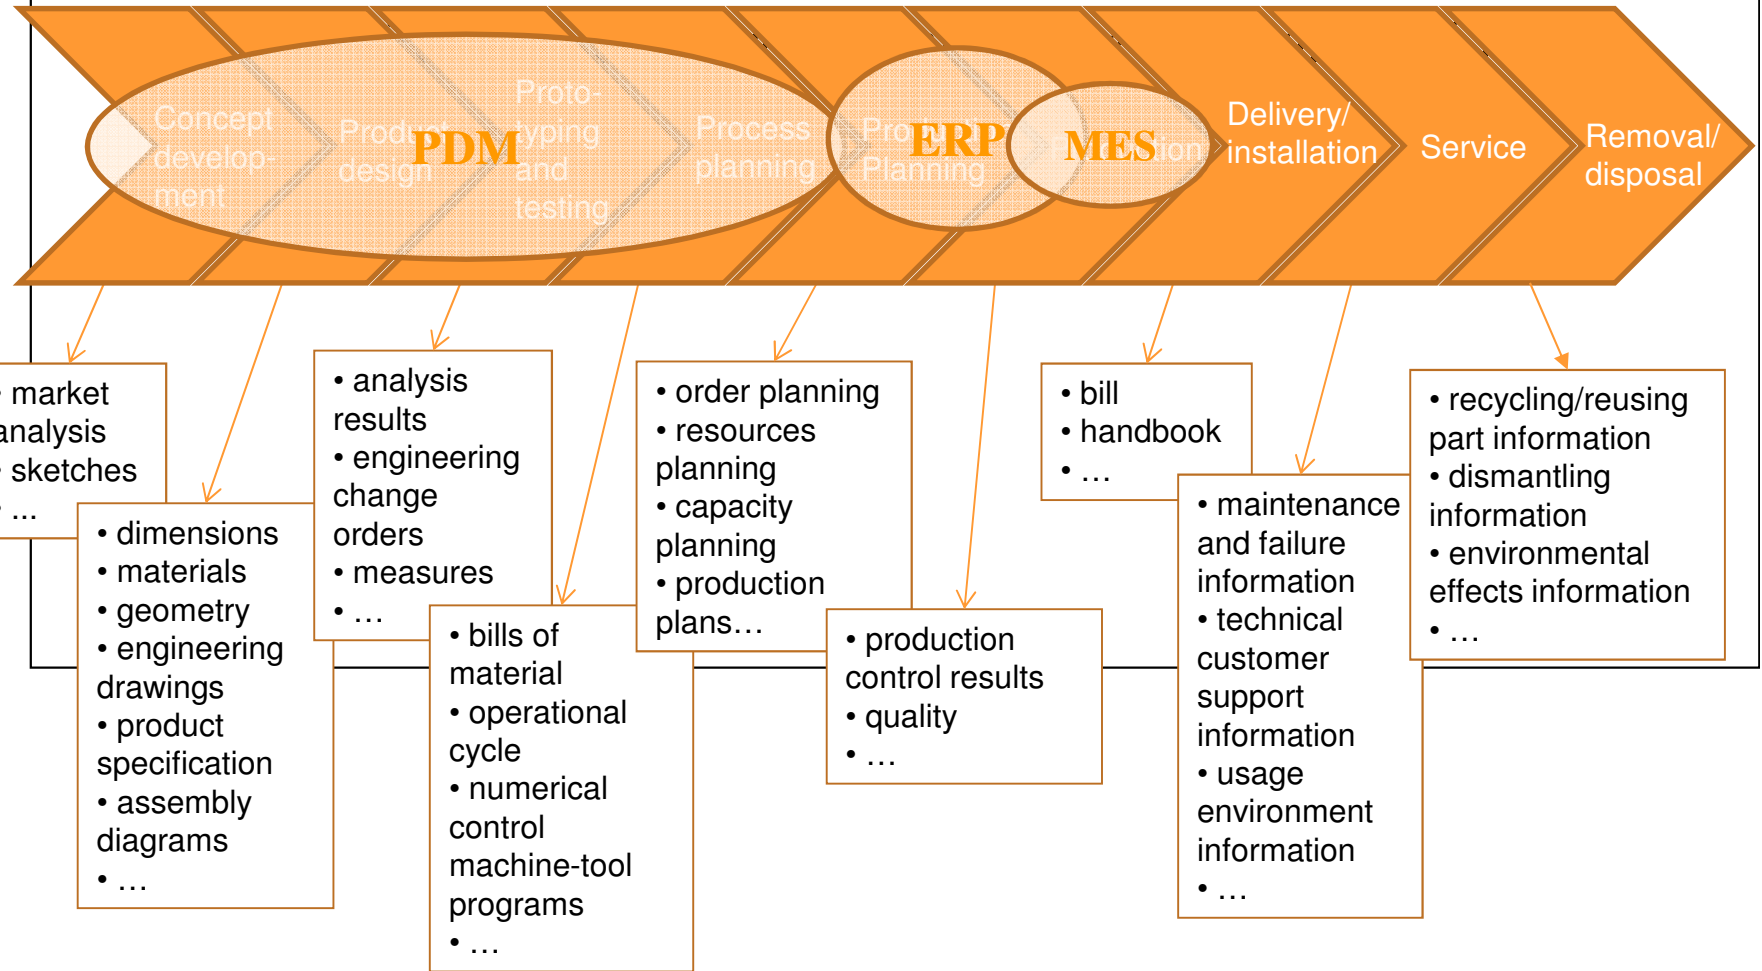 Concept
develop-
ment
Product
design
PDM
Proto-
typing
and
testing
Process
planning
Production
Planning
ERP
MES
Delivery/
installation
Service
Removal/
disposal
• market
analysis
• sketches
• ...
• dimensions
• materials
• geometry
• engineering
drawings
• product
specification
• assembly
diagrams
• …
• analysis
results
• engineering
change
orders
• measures
• …
• bills of
material
• operational
cycle
• numerical
control
machine-tool
programs
• …
• order planning
• resources
planning
• capacity
planning
• production
plans…
• production
control results
• quality
• …
• bill
• handbook
• …
• maintenance
and failure
information
• technical
customer
support
information
• usage
environment
information
• …
• recycling/reusing
part information
• dismantling
information
• environmental
effects information
• …